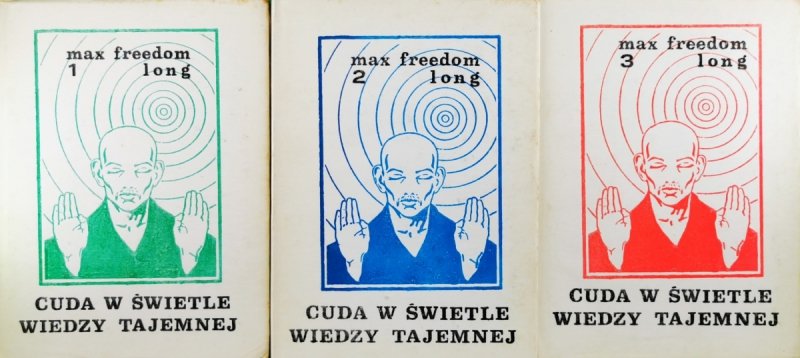 max freedom
1 long
CUDA W ŚWIETLE
WIEDZY TAJEMNEJ
max freedom
2 long
CUDA W ŚWIETLE
WIEDZY TAJEMNEJ
max freedom
3 long
CUDA W ŚWIETLE
WIEDZY TAJEMNEJ